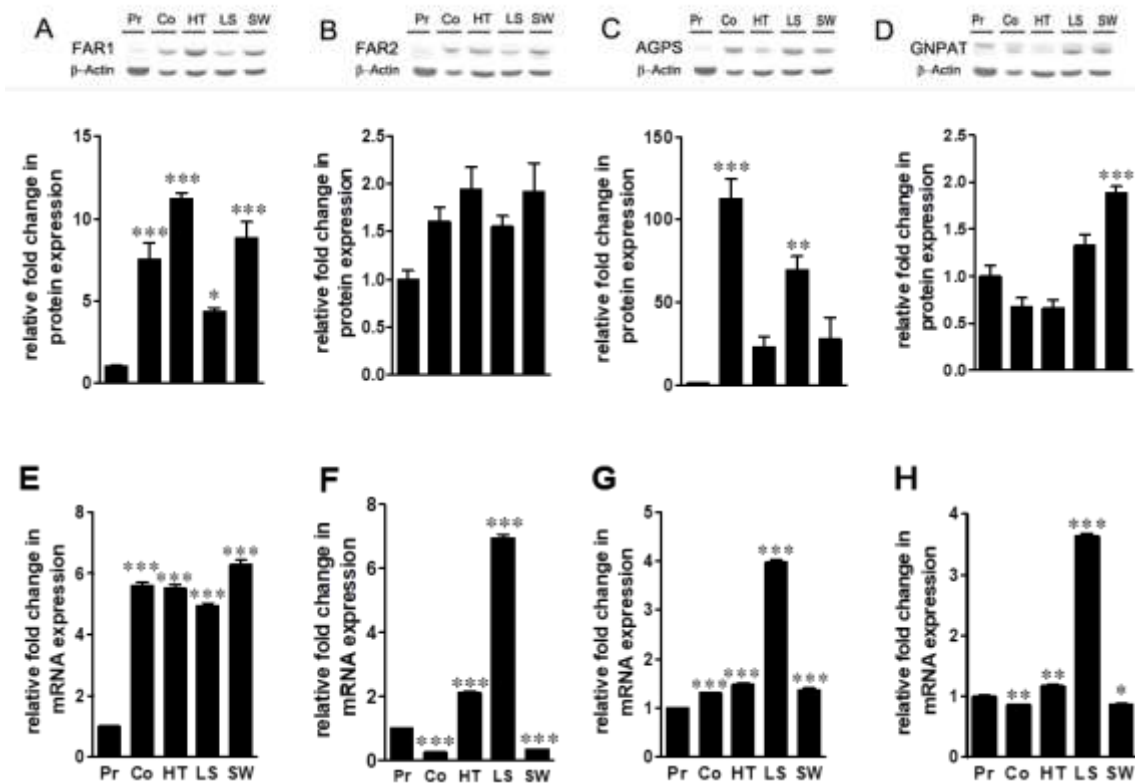 Pr Co HT LS SW
A
FAR1
β-Actin
Pr Co HT LS SW
B
FAR2
β-Actin
Pr Co HT LS SW
C
AGPS
β-Actin
Pr Co HT LS SW
D
GNPAT
β-Actin
relative fold change in
protein expression
15
10
5
0
***
***
*
***
relative fold change in
protein expression
2.5
2.0
1.5
1.0
0.5
0.0
relative fold change in
protein expression
150
100
50
0
***
**
relative fold change in
protein expression
2.5
2.0
1.5
1.0
0.5
0.0
***
E
relative fold change in
mRNA expression
8
6
4
2
0
***
***
***
***
Pr Co HT LS SW
F
relative fold change in
mRNA expression
8
6
4
2
0
***
***
***
***
Pr Co HT LS SW
G
relative fold change in
mRNA expression
5
4
3
2
1
0
***
***
***
***
Pr Co HT LS SW
H
relative fold change in
mRNA expression
4
3
2
1
0
**
**
***
*
Pr Co HT LS SW